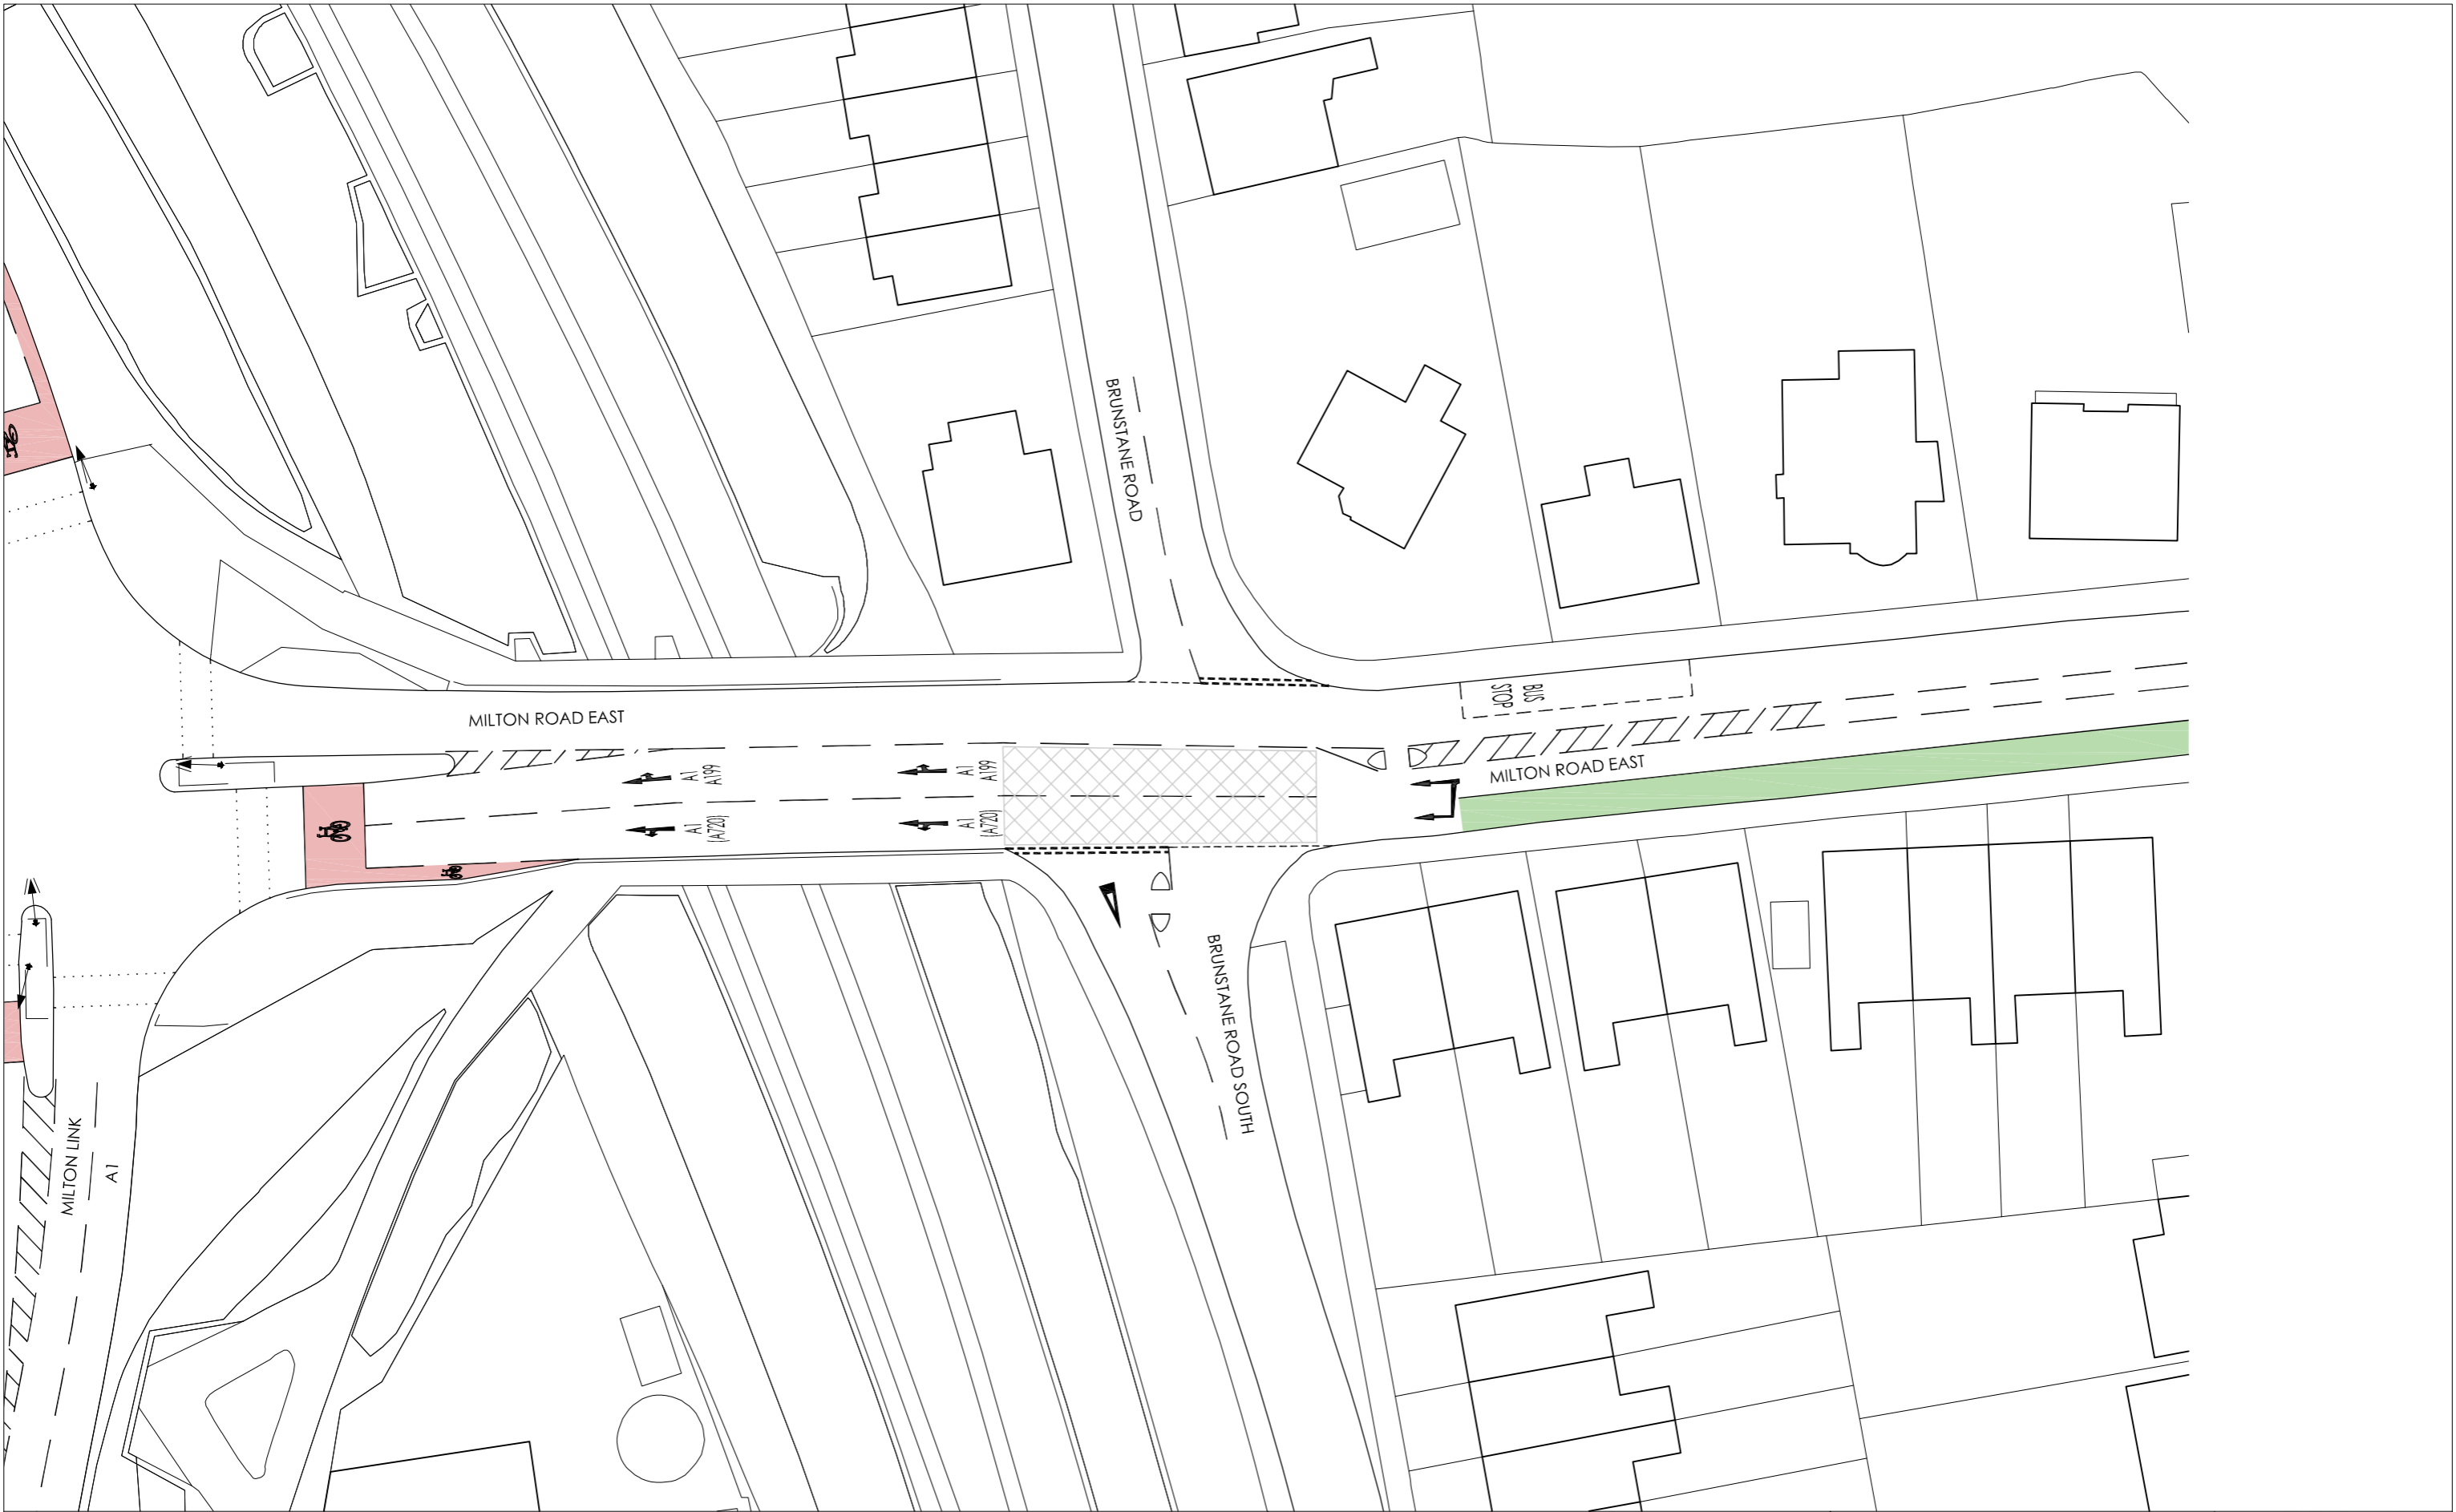 BRUNSTANE ROAD
BUS
STOP
MILTON ROAD EAST
MILTON ROAD EAST
A1
A199
A1
A199
A1
(A720)
A1
(A720)
BRUNSTANE ROAD SOUTH
MILTON LINK
A1